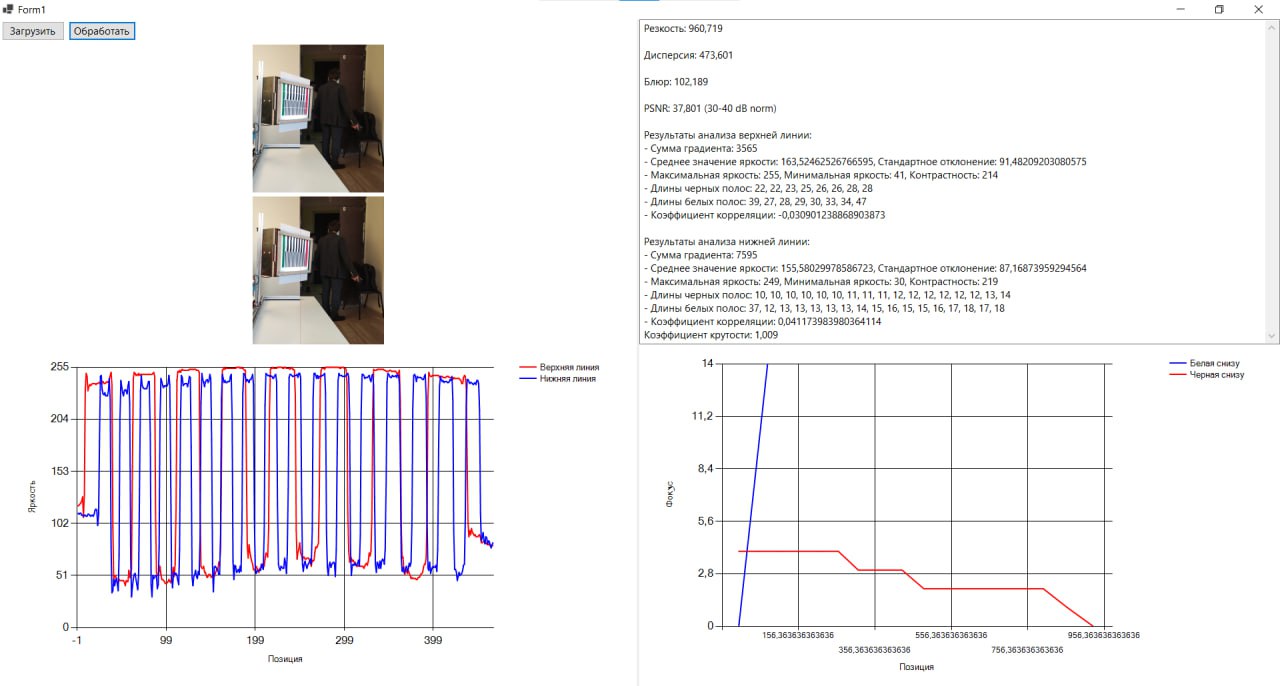 Form1
Загрузить
Обработать
Резкость: 960,719
Дисперсия: 473,601
Блюр: 102,189
PSNR: 37,801 (30-40 dB norm)
Результаты анализа верхней линии:
- Сумма градиента: 3565
- Среднее значение яркости: 163,52462526766595, Стандартное отклонение: 91,48209203080575
- Максимальная яркость: 255, Минимальная яркость: 41, Контрастность: 214
- Длины черных полос: 22, 22, 23, 25, 26, 26, 28, 28
- Длины белых полос: 39, 27, 28, 29, 30, 33, 34, 47
- Коэффициент корреляции: -0,030901238868903873
Результаты анализа нижней линии:
- Сумма градиента: 7595
- Среднее значение яркости: 155,58029978586723, Стандартное отклонение: 87,16873959294564
- Максимальная яркость: 249, Минимальная яркость: 30, Контрастность: 219
- Длины черных полос: 10, 10, 10, 10, 10, 10, 11, 11, 11, 12, 12, 12, 12, 12, 12, 13, 14
- Длины белых полос: 37, 12, 13, 13, 13, 13, 13, 14, 15, 16, 15, 15, 16, 17, 18, 17, 18
- Коэффициент корреляции: 0,041173983980364114
Коэффициент крутости: 1,009
255
204
153
102
51
0
-1
99
199
299
399
Яркость
Позиция
Верхняя линия
Нижняя линия
14
11,2
8,4
5,6
2,8
0
156,363636363636
356,363636363636
556,363636363636
756,363636363636
956,363636363636
Фокус
Позиция
Белая снизу
Черная снизу